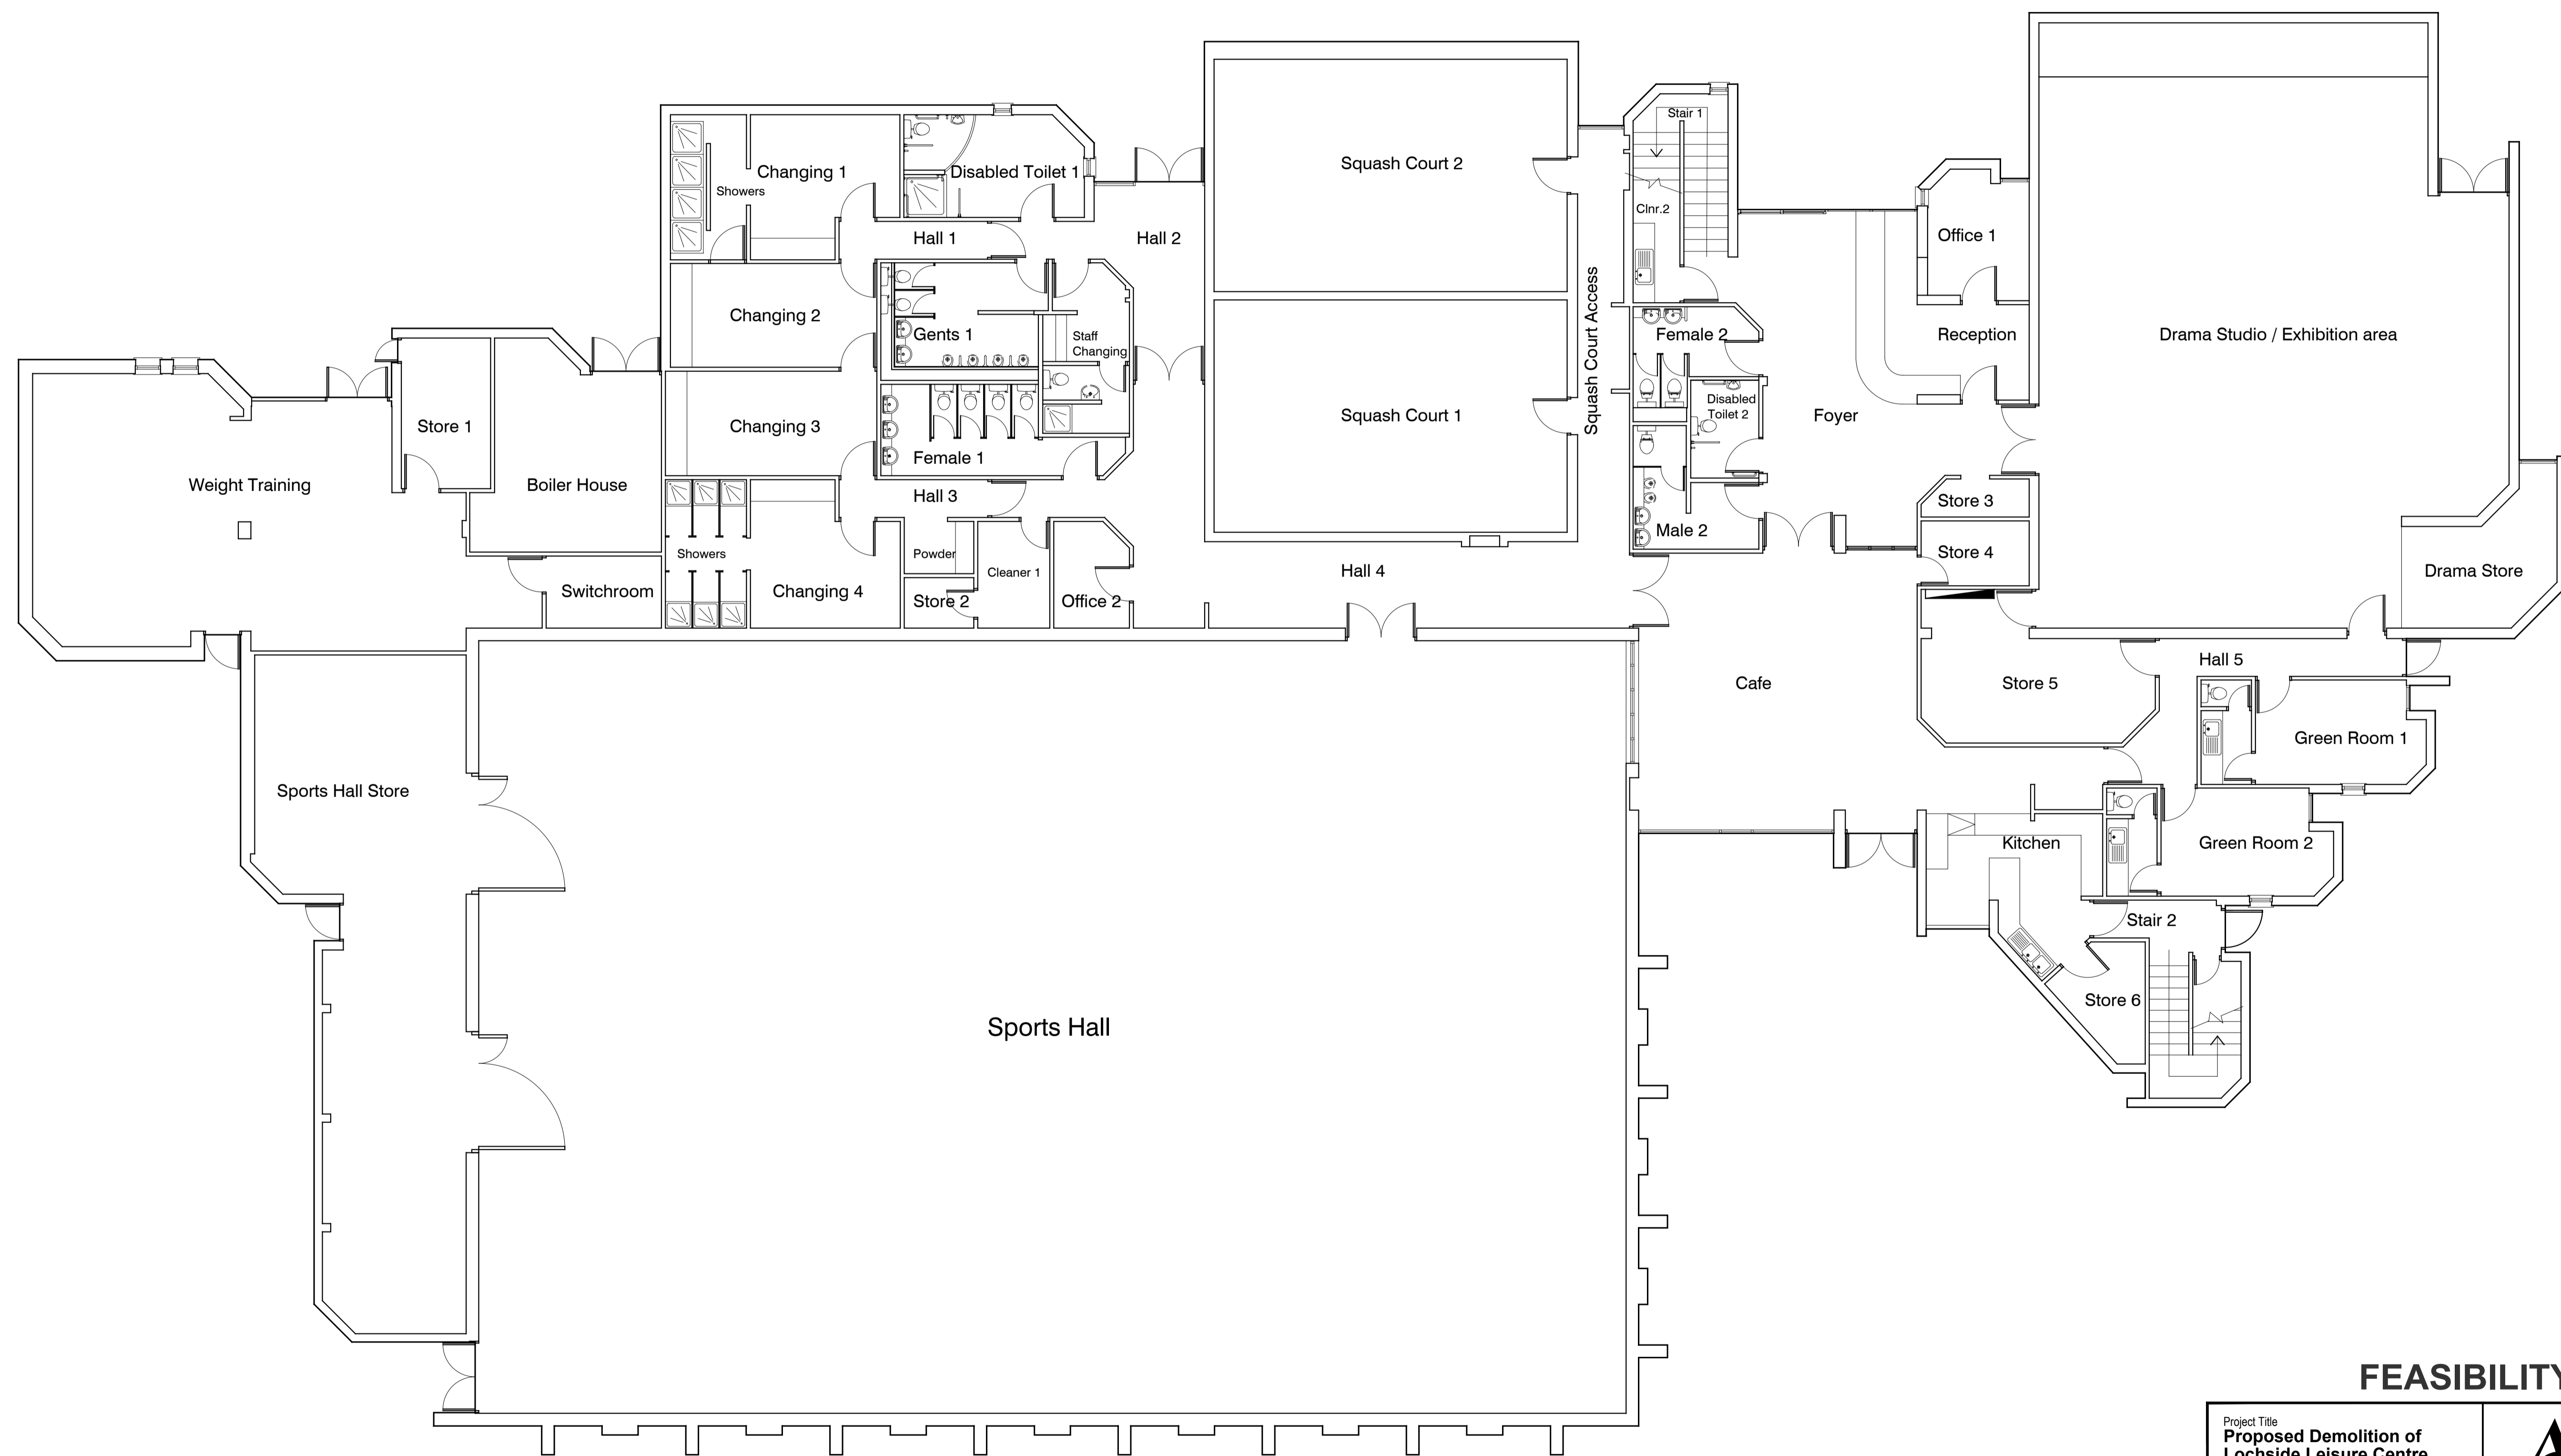 Stair 1
Squash Court 2
Changing 1
Disabled Toilet 1
Showers
Clnr.2
Hall 1
Hall 2
Office 1
Changing 2
Gents 1
Staff
Changing
Squash Court Access
Female 2
Reception
Drama Studio / Exhibition area
Disabled
Toilet 2
Squash Court 1
Foyer
Store 1
Changing 3
Female 1
Weight Training
Boiler House
Hall 3
Store 3
Male 2
Showers
Powder
Store 4
Cleaner 1
Hall 4
Drama Store
Switchroom
Changing 4
Store 2
Office 2
Hall 5
Cafe
Store 5
Green Room 1
Sports Hall Store
Kitchen
Green Room 2
Stair 2
Store 6
Sports Hall
FEASIBILITY
Project Title
Proposed Demolition of
Lochside Leisure Centre